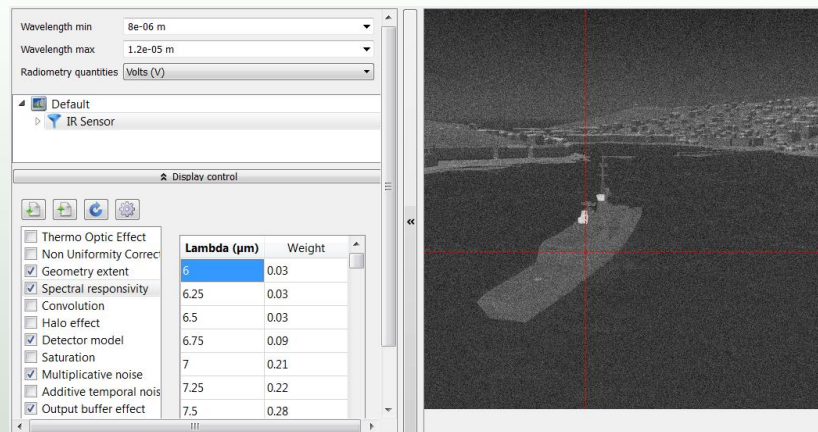 Wavelength min 8e-06 m
Wavelength max 1.2e-05 m
Radiometry quantities Volts (V)
Default
IR Sensor
Display control
Thermo Optic Effect
Non Uniformity Correct
Geometry extent
Spectral responsivity
Convolution
Halo effect
Detector model
Saturation
Multiplicative noise
Additive temporal nois
Output buffer effect
Lambda (µm) Weight
6 0.03
6.25 0.03
6.5 0.03
6.75 0.09
7 0.21
7.25 0.22
7.5 0.28